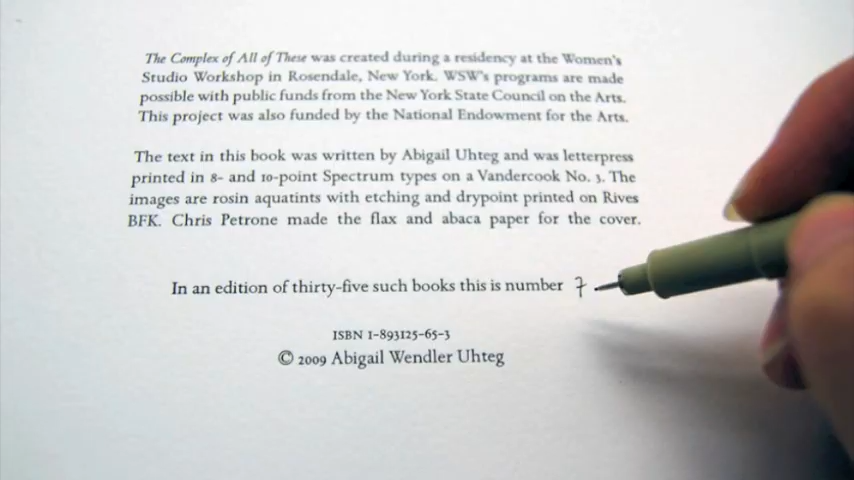 The Complex of All of These was created during a residency at the Women's
Studio Workshop in Rosendale, New York. WSW's programs are made
possible with public funds from the New York State Council on the Arts.
This project was also funded by the National Endowment for the Arts.
The text in this book was written by Abigail Uhteg and was letterpress
printed in 8- and 10-point Spectrum types on a Vandercook No. 3. The
images are rosin aquatints with etching and drypoint printed on Rives
BFK. Chris Petrone made the flax and abaca paper for the cover.
In an edition of thirty-five such books this is number 7
ISBN 1-893125-65-3
© 2009 Abigail Wendler Uhteg